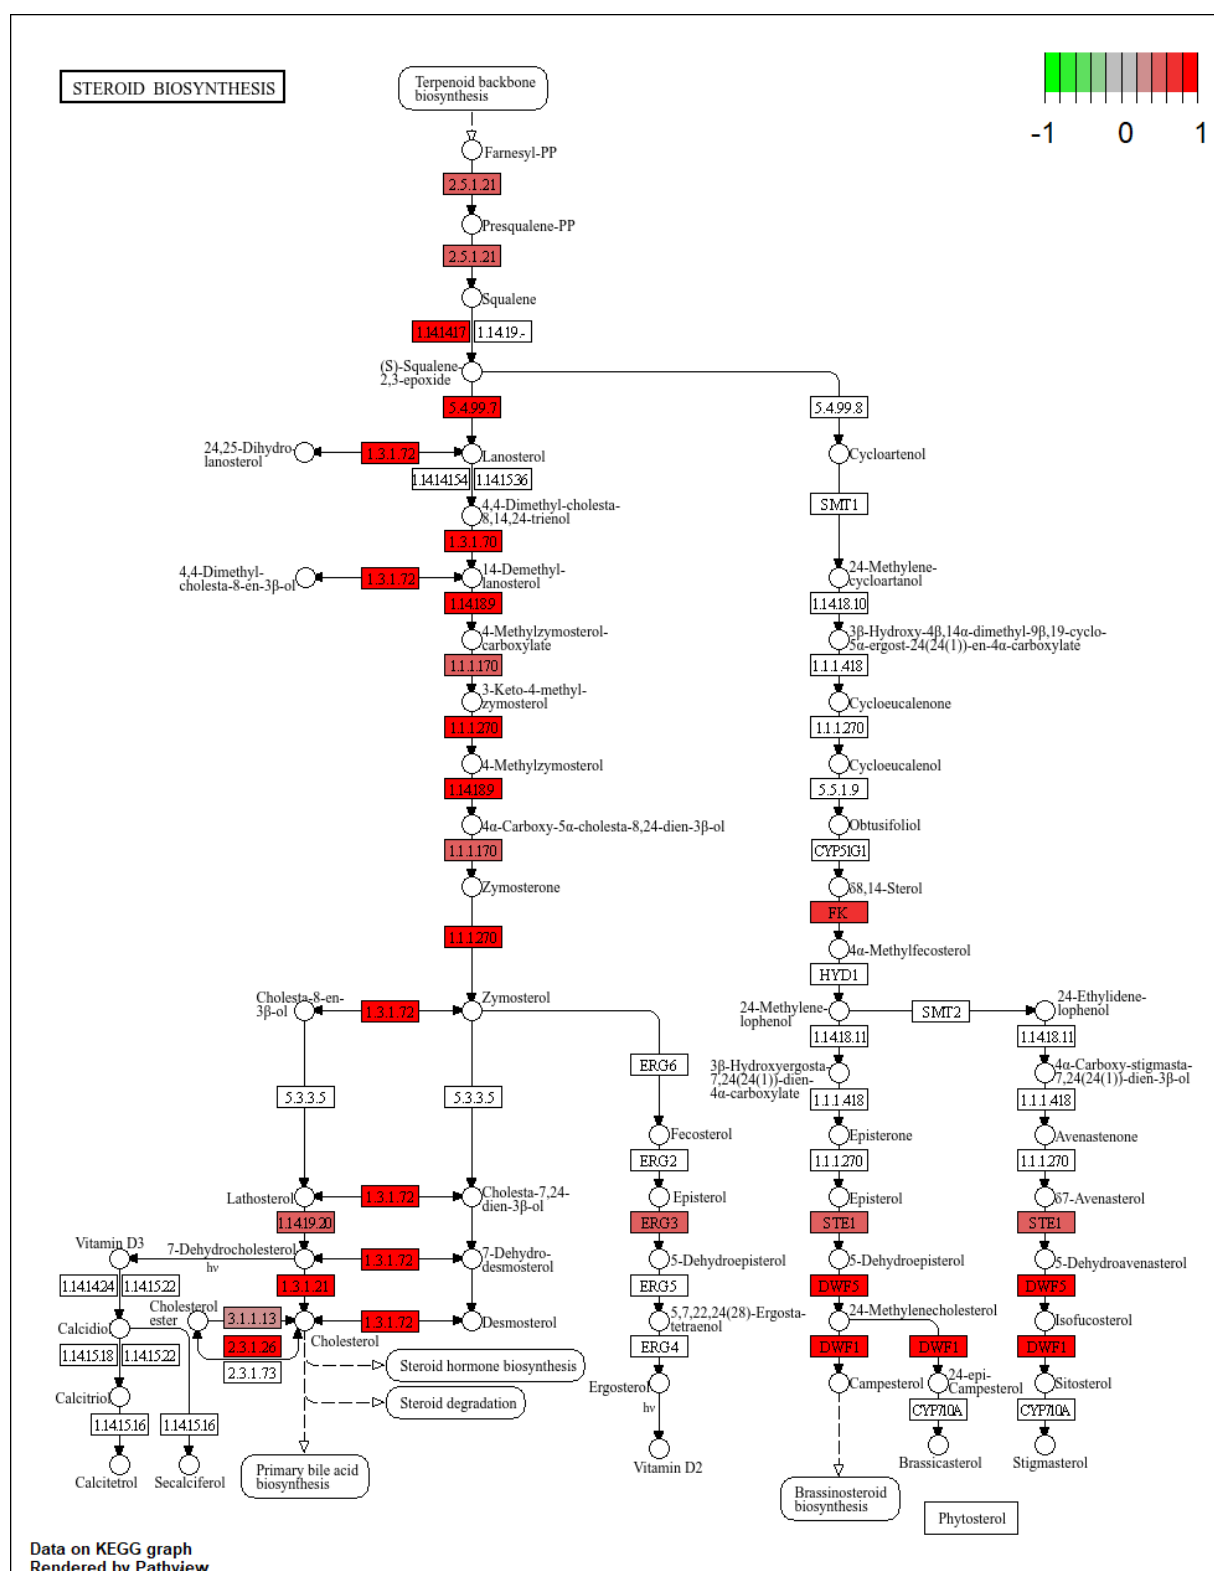 STEROID BIOSYNTHESIS
Terpenoid backbone
biosynthesis
-1 0 1
Farnesyl-PP
2.5.1.21
Presqualene-PP
2.5.1.21
Squalene
1.14.14.17 1.14.19.-
(S)-Squalene-
2,3-epoxide
5.4.99.7 5.4.99.8
24,25-Dihydro
lanosterol
1.3.1.72
Lanosterol
Cycloartenol
1.14.14.154 1.14.15.36
SMT1
4,4-Dimethyl-cholesta-
8,14,24-trienol
1.3.1.70
4,4-Dimethyl-
cholesta-8-en-3β-ol
1.3.1.72
14-Demethyl-
lanosterol
24-Methylene-
cycloartanol
1.14.18.9 1.14.18.10
4-Methylzymosterol-
carboxylate
3β-Hydroxy-4β,14α-dimethyl-9β,19-cyclo-
5α-ergost-24(24(1))-en-4α-carboxylate
1.1.1.170 1.1.1.418
3-Keto-4-methyl-
zymosterol
Cycloeucalenone
1.1.1.270 1.1.1.270
4-Methylzymosterol
Cycloeucalenol
1.14.18.9 5.5.1.9
4α-Carboxy-5α-cholesta-8,24-dien-3β-ol
Obtusifoliol
1.1.1.170 CYP51G1
Zymosterone
δ8,14-Sterol
FK
1.1.1.270
4α-Methylfecosterol
HYD1
Cholesta-8-en-
3β-ol
1.3.1.72
Zymosterol
24-Methylene-
lophenol
SMT2
24-Ethylidene-
lophenol
1.14.18.11 1.14.18.11
ERG6
3β-Hydroxyergosta-
7,24(24(1))-dien-
4α-carboxylate
4α-Carboxy-stigmasta-
7,24(24(1))-dien-3β-ol
5.3.3.5 5.3.3.5
1.1.1.418 1.1.1.418
Fecosterol
Episterone
Avenastenone
ERG2 1.1.1.270 1.1.1.270
Lathosterol
1.3.1.72
Cholesta-7,24-
dien-3β-ol
Episterol
Episterol
δ7-Avenasterol
1.14.19.20 ERG3 STE1 STE1
Vitamin D3
7-Dehydrocholesterol
hν
1.3.1.72
7-Dehydro-
desmosterol
5-Dehydroepisterol
5-Dehydroepisterol
5-Dehydroavenasterol
1.14.14.24 1.14.15.22
1.3.1.21 ERG5 DWF5 DWF5
Cholesterol
ester
3.1.1.13
Calcidiol
2.3.1.26
2.3.1.73
Cholesterol
1.3.1.72
Desmosterol
5,7,22,24(28)-Ergosta-
tetraenol
24-Methylenecholesterol
Isofucosterol
1.14.15.18 1.14.15.22
ERG4 DWF1 DWF1 DWF1
Steroid hormone biosynthesis
Calcitriol
Steroid degradation
Ergosterol
hν
Campesterol
24-epi-
Campesterol
Sitosterol
1.14.15.16 1.14.15.16
CYP710A CYP710A
Calcitetrol
Secalciferol
Primary bile acid
biosynthesis
Vitamin D2
Brassicasterol
Stigmasterol
Brassinosteroid
biosynthesis
Phytosterol
Data on KEGG graph
Rendered by Pathview